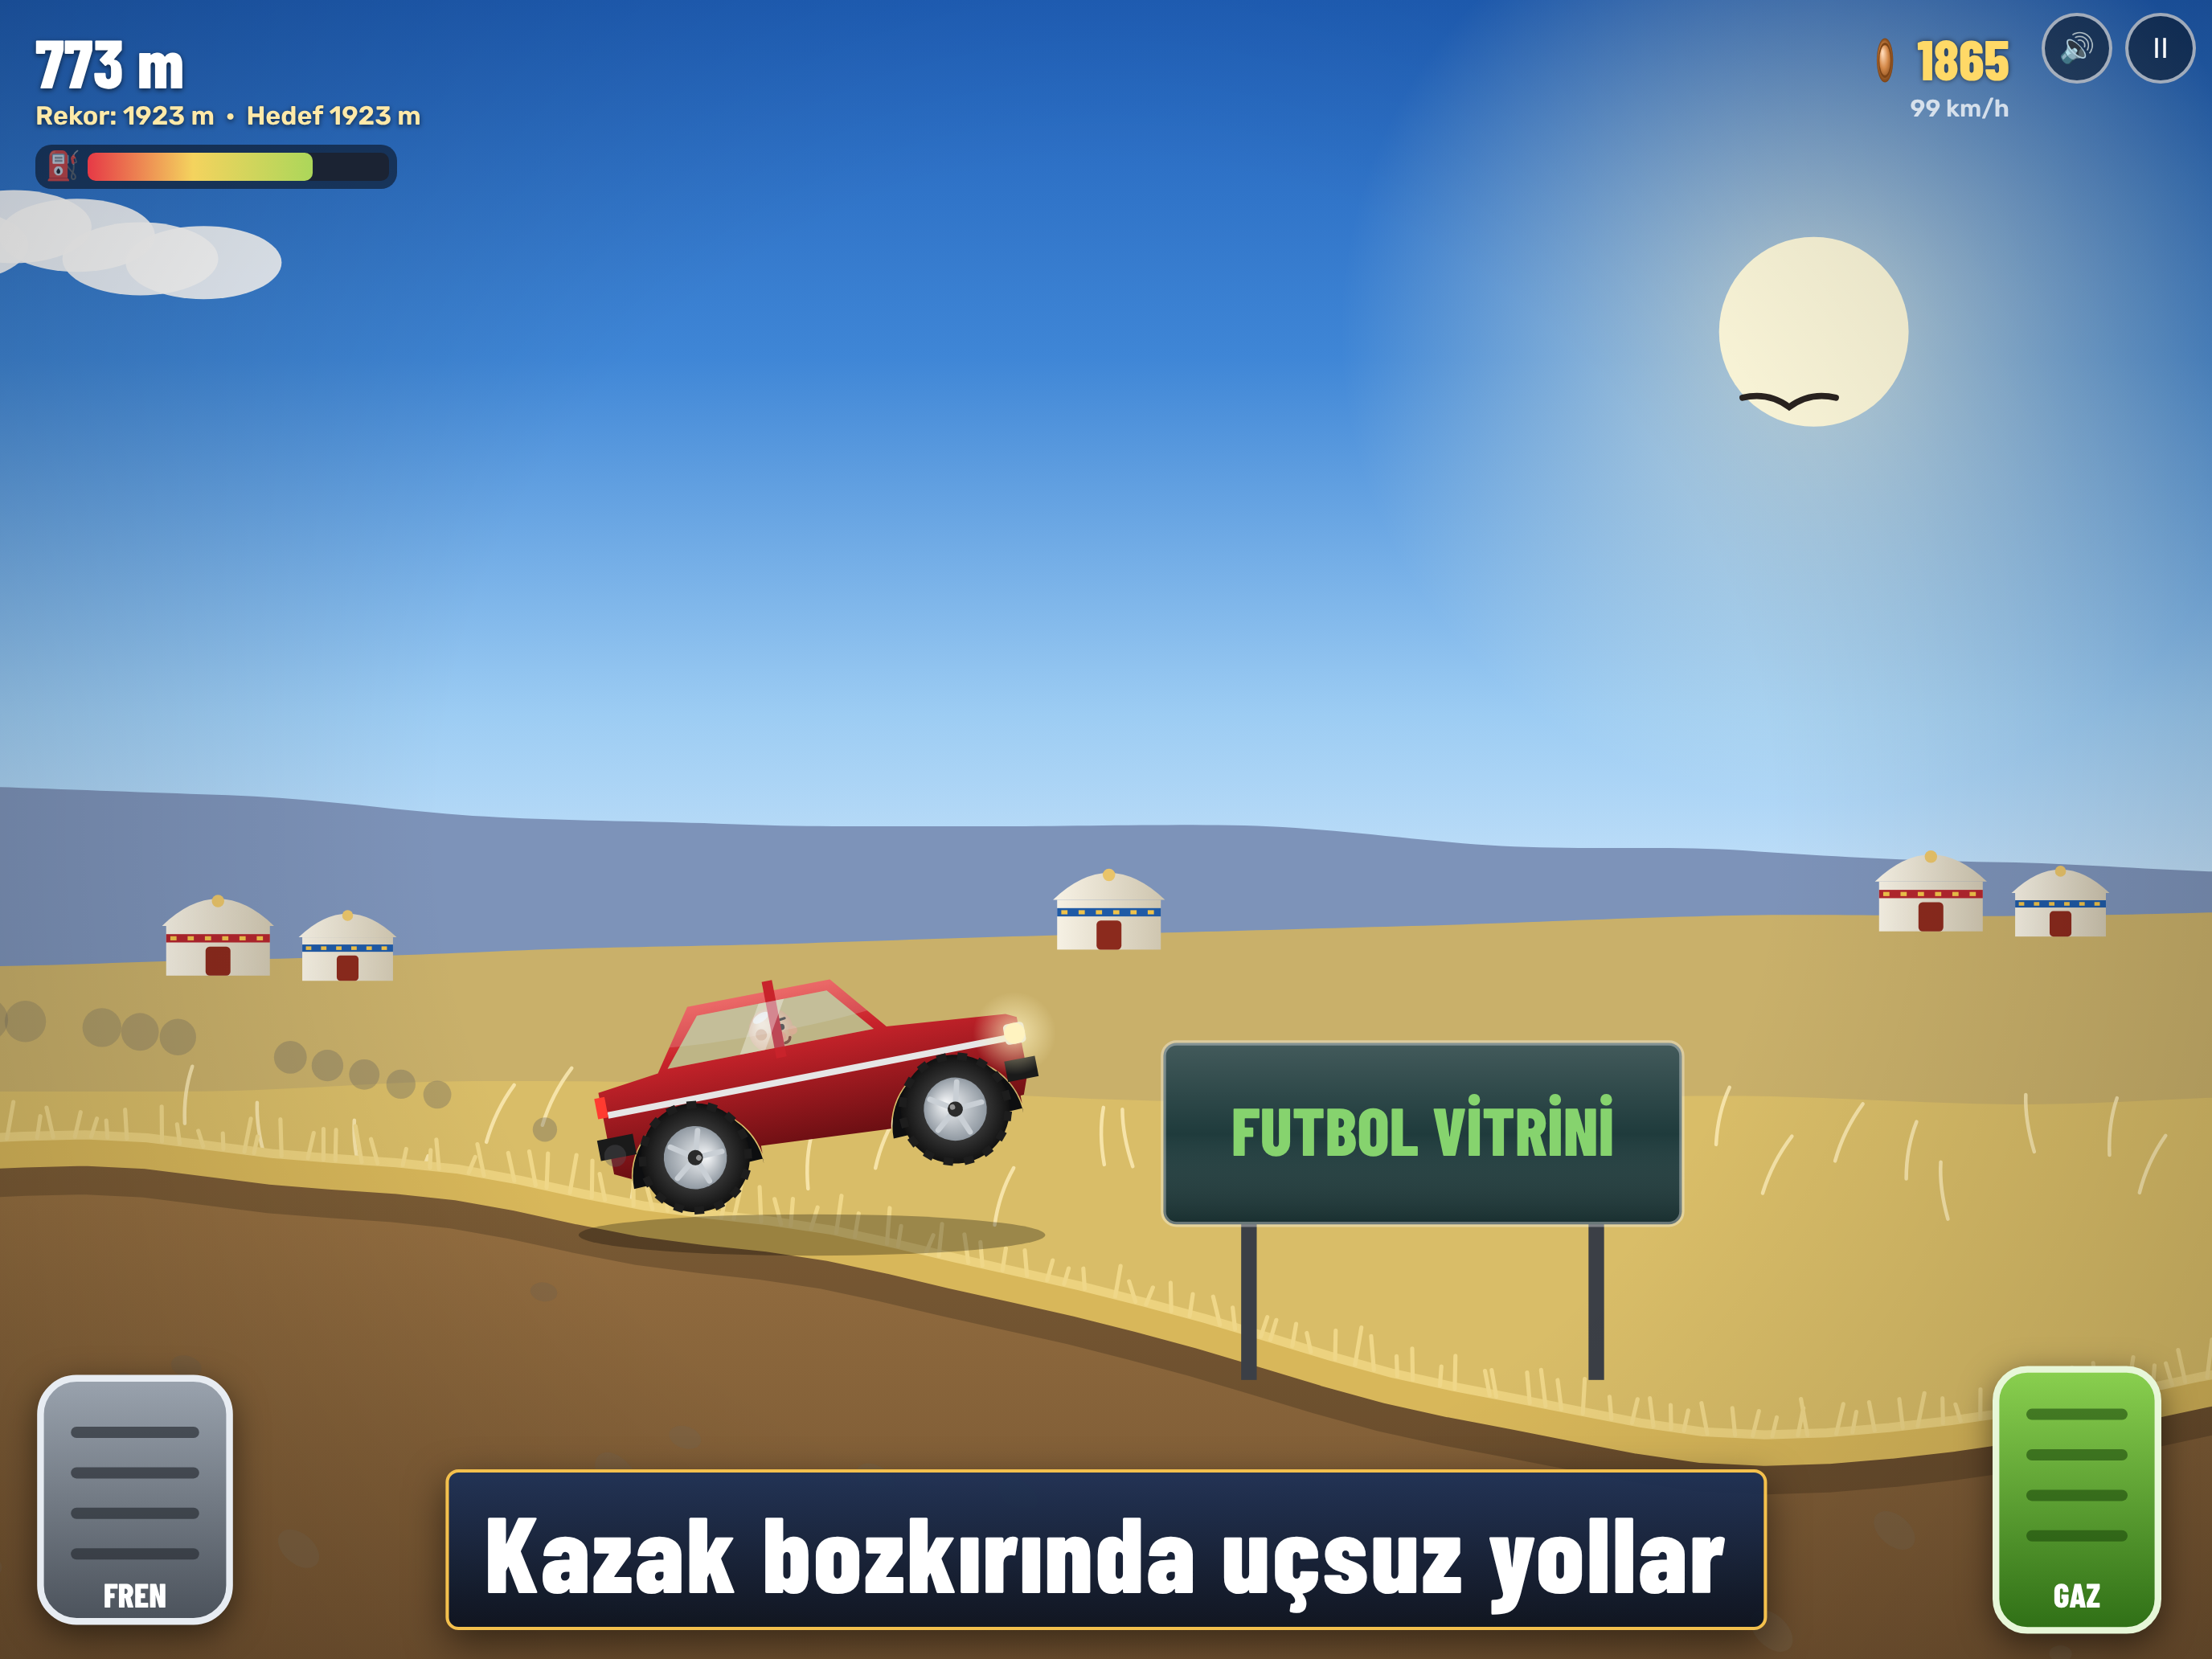 773 m
Rekor: 1923 m • Hedef 1923 m
1865
99 km/h
FUTBOL VİTRİNİ
FREN
Kazak bozkırında uçsuz yollar
GAZ